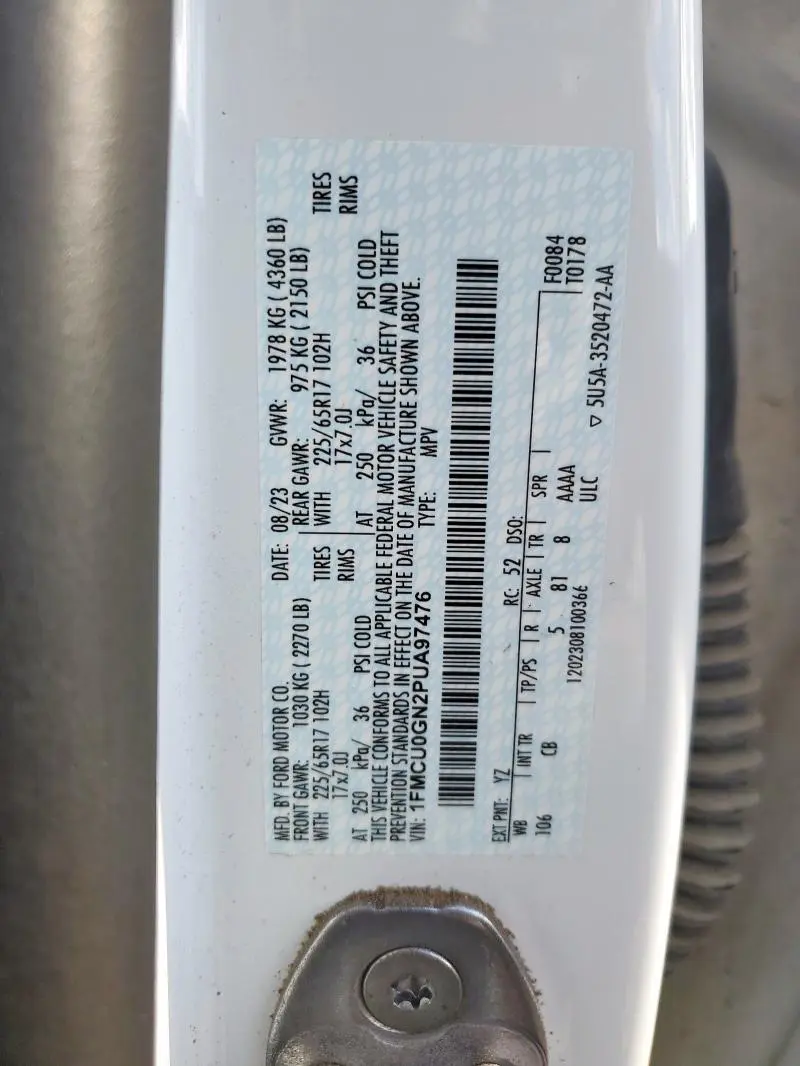 MFD. BY FORD MOTOR CO. DATE: 08/23 GVWR: 1978 KG ( 4360 LB)
FRONT GAWR: 1030 KG ( 2270 LB) REAR GAWR: 975 KG ( 2150 LB)
WITH 225/65R17 102H TIRES WITH 225/65R17 102H TIRES
17x7.0J RIMS 17x7.0J RIMS
AT 250 kPa/ 36 PSI COLD AT 250 kPa/ 36 PSI COLD
THIS VEHICLE CONFORMS TO ALL APPLICABLE FEDERAL MOTOR VEHICLE SAFETY AND THEFT
PREVENTION STANDARDS IN EFFECT ON THE DATE OF MANUFACTURE SHOWN ABOVE.
VIN: 1FMCU0GN2PUA97476 TYPE: MPV
EXT PNT: YZ RC: 52 DSO:
WB INT TR TP/PS R AXLE TR SPR F0084
106 CB 5 81 8 AAAA T0178
1202308100366 ULC
▽ 5U5A-3520472-AA